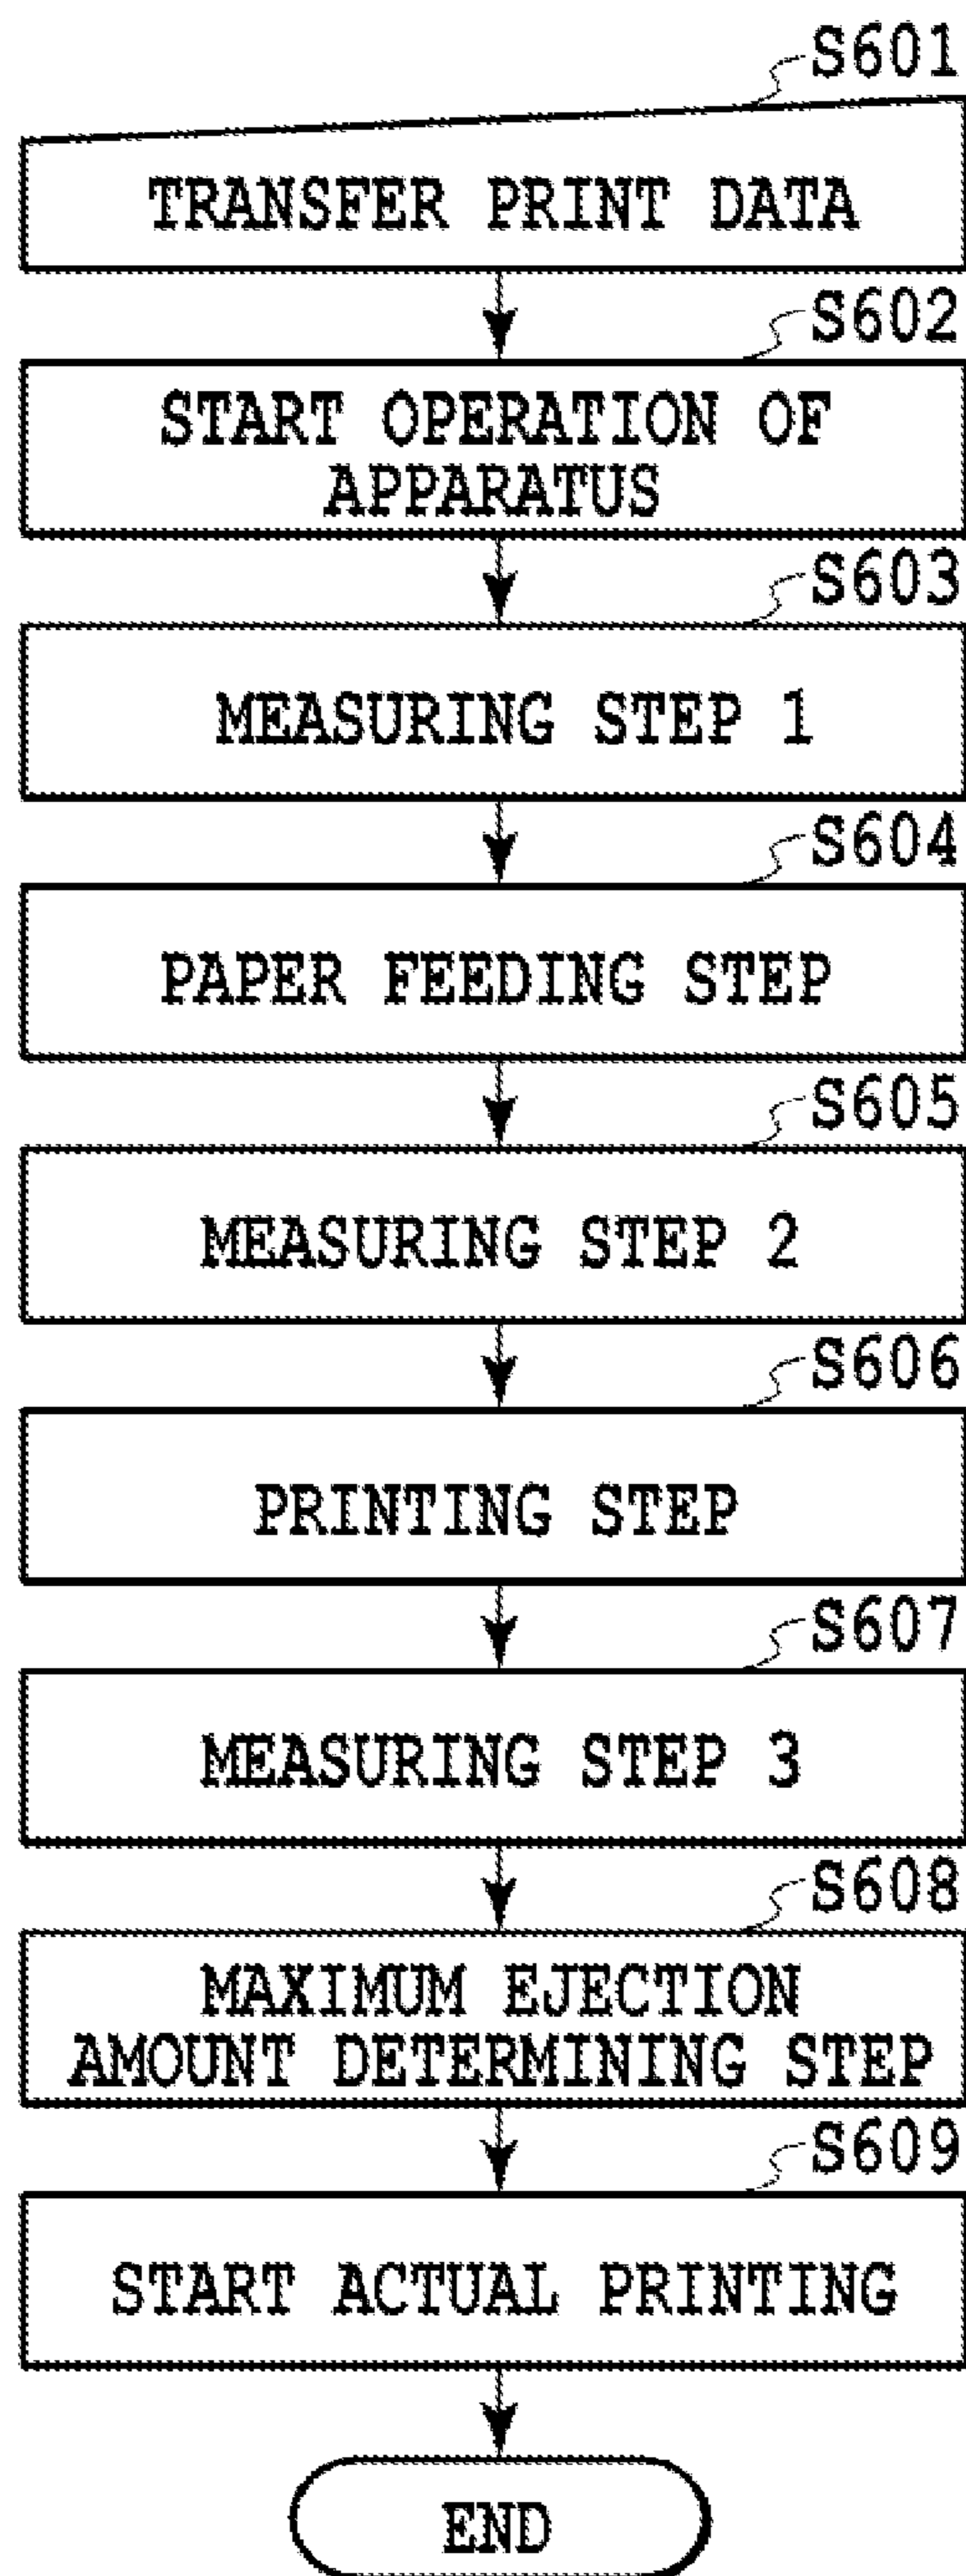 S601
TRANSFER PRINT DATA
S602
START OPERATION OF
APPARATUS
S603
MEASURING STEP 1
S604
PAPER FEEDING STEP
S605
MEASURING STEP 2
S606
PRINTING STEP
S607
MEASURING STEP 3
S608
MAXIMUM EJECTION
AMOUNT DETERMINING STEP
S609
START ACTUAL PRINTING
END